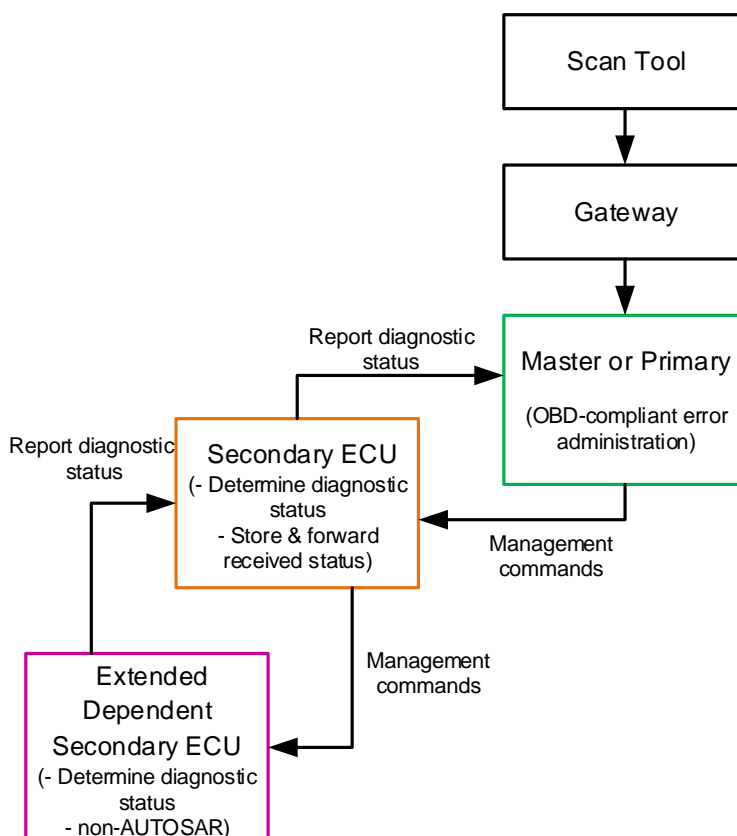 Scan Tool
Gateway
Master or Primary
(OBD-compliant error
administration)
Report diagnostic
status
Secondary ECU
(- Determine diagnostic
status
- Store & forward
received status)
Management
commands
Report diagnostic
status
Management
commands
Extended
Dependent
Secondary ECU
(- Determine diagnostic
status
- non-AUTOSAR)